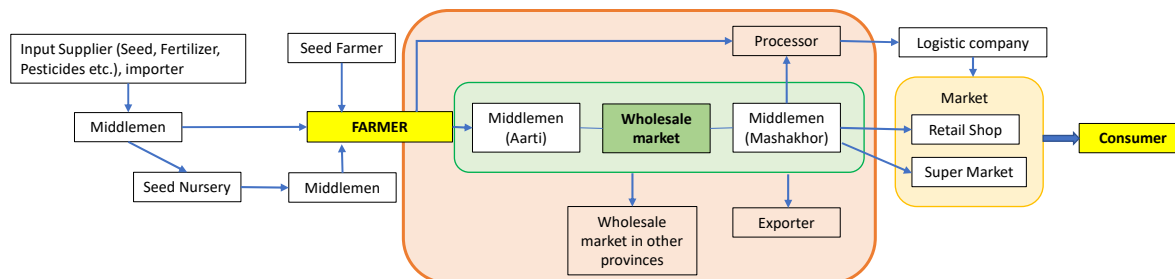 Input Supplier (Seed, Fertilizer,
Pesticides etc.), importer
Seed Farmer
Processor
Logistic company
Middlemen
FARMER
Middlemen
(Aarti)
Wholesale
market
Middlemen
(Mashakhor)
Market
Retail Shop
Super Market
Consumer
Seed Nursery
Middlemen
Wholesale
market in other
provinces
Exporter